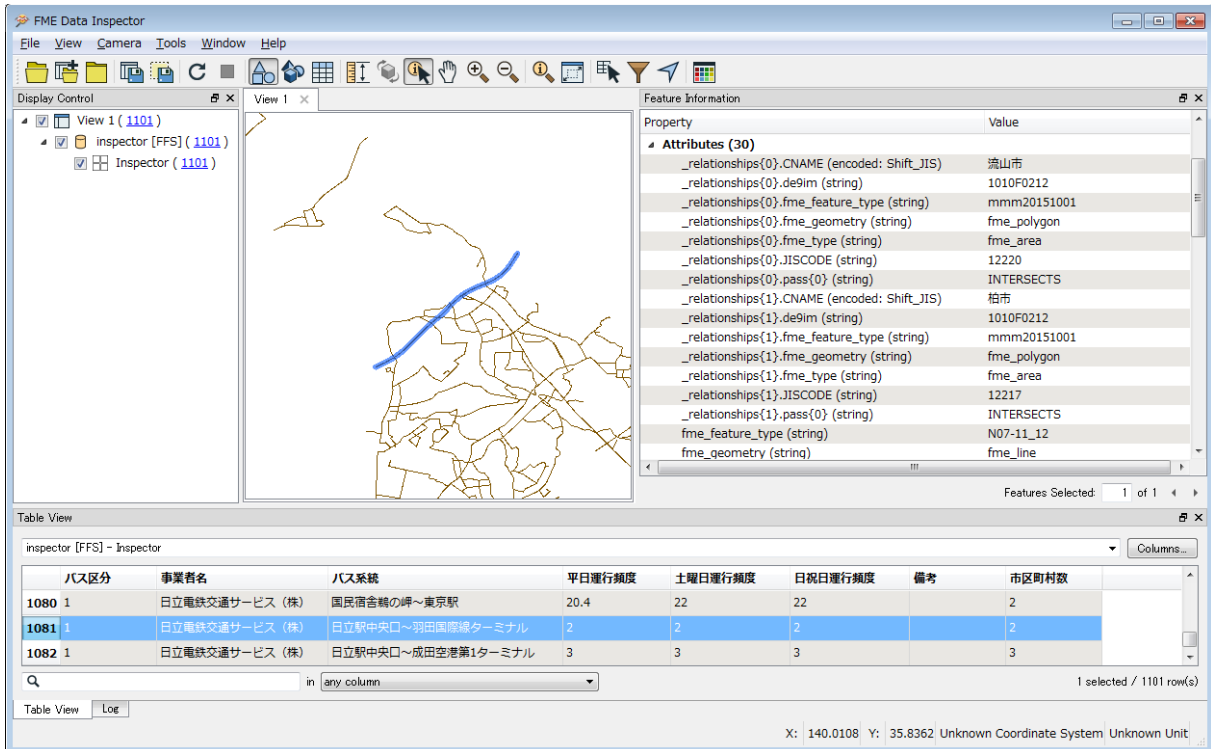 FME Data Inspector
File View Camera Tools Window Help
Display Control
View 1 (1101)
inspector [FFS] (1101)
Inspector (1101)
View 1
Feature Information
Property Value
Attributes (30)
_relationships{0}.CNAME (encoded: Shift_JIS) 流山市
_relationships{0}.de9im (string) 1010F0212
_relationships{0}.fme_feature_type (string) mmm20151001
_relationships{0}.fme_geometry (string) fme_polygon
_relationships{0}.fme_type (string) fme_area
_relationships{0}.JISCODE (string) 12220
_relationships{0}.pass{0} (string) INTERSECTS
_relationships{1}.CNAME (encoded: Shift_JIS) 柏市
_relationships{1}.de9im (string) 1010F0212
_relationships{1}.fme_feature_type (string) mmm20151001
_relationships{1}.fme_geometry (string) fme_polygon
_relationships{1}.fme_type (string) fme_area
_relationships{1}.JISCODE (string) 12217
_relationships{1}.pass{0} (string) INTERSECTS
fme_feature_type (string) N07-11_12
fme_geometry (string) fme_line
Features Selected: 1 of 1
Table View
inspector [FFS] - Inspector Columns...
バス区分 事業者名 バス系統 平日運行頻度 土曜日運行頻度 日祝日運行頻度 備考 市区町村数
1080 1 日立電鉄交通サービス（株） 国民宿舎鵜の岬～東京駅 20.4 22 22 2
1081 1 日立電鉄交通サービス（株） 日立駅中央口～羽田国際線ターミナル 2 2 2 2
1082 1 日立電鉄交通サービス（株） 日立駅中央口～成田空港第1ターミナル 3 3 3 3
in any column 1 selected / 1101 row(s)
Table View Log
X: 140.0108 Y: 35.8362 Unknown Coordinate System Unknown Unit